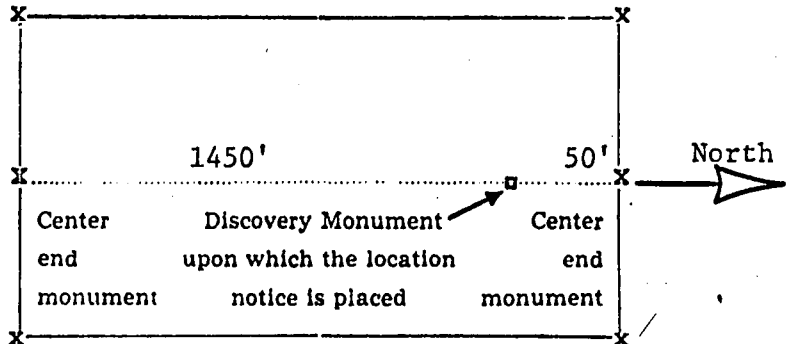 1450' 50' North
Center Discovery Monument Center
end upon which the location end
monument notice is placed monument